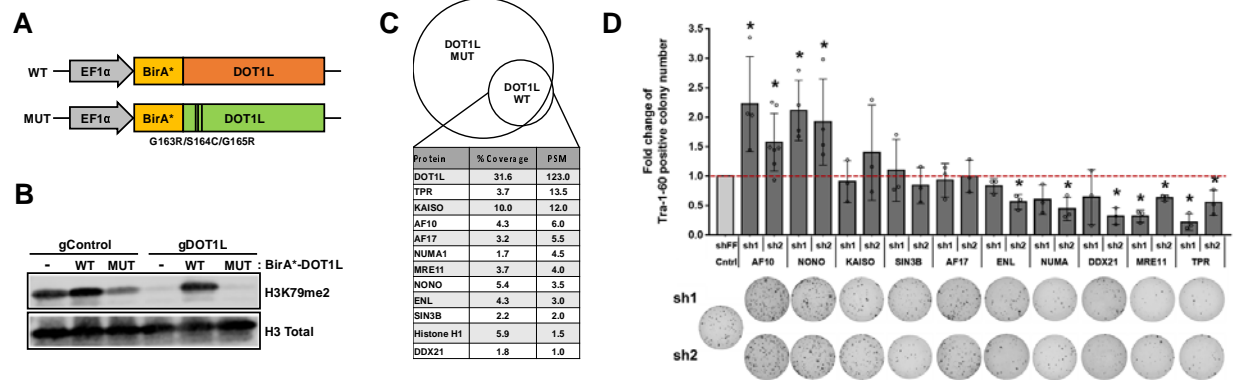 A
WT
EF1α
BirA*
DOT1L
MUT
EF1α
BirA*
DOT1L
G163R/S164C/G165R
B
gControl gDOT1L
- WT MUT - WT MUT : BirA*-DOT1L
H3K79me2
H3 Total
C
DOT1L
MUT
DOT1L
WT
Protein % Coverage PSM
DOT1L 31.6 123.0
TPR 3.7 13.5
KAISO 10.0 12.0
AF10 4.3 6.0
AF17 3.2 5.5
NUMA1 1.7 4.5
MRE11 3.7 4.0
NONO 5.4 3.5
ENL 4.3 3.0
SIN3B 2.2 2.0
Histone H1 5.9 1.5
DDX21 1.8 1.0
D
Fold change of
Tra-1-60 positive colony number
3.5
3.0
2.5
2.0
1.5
1.0
0.5
0.0
* * * * * * * * * * *
shFF sh1 sh2 sh1 sh2 sh1 sh2 sh1 sh2 sh1 sh2 sh1 sh2 sh1 sh2 sh1 sh2 sh1 sh2 sh1 sh2
Cntrl AF10 NONO KAISO SIN3B AF17 ENL NUMA DDX21 MRE11 TPR
sh1
sh2